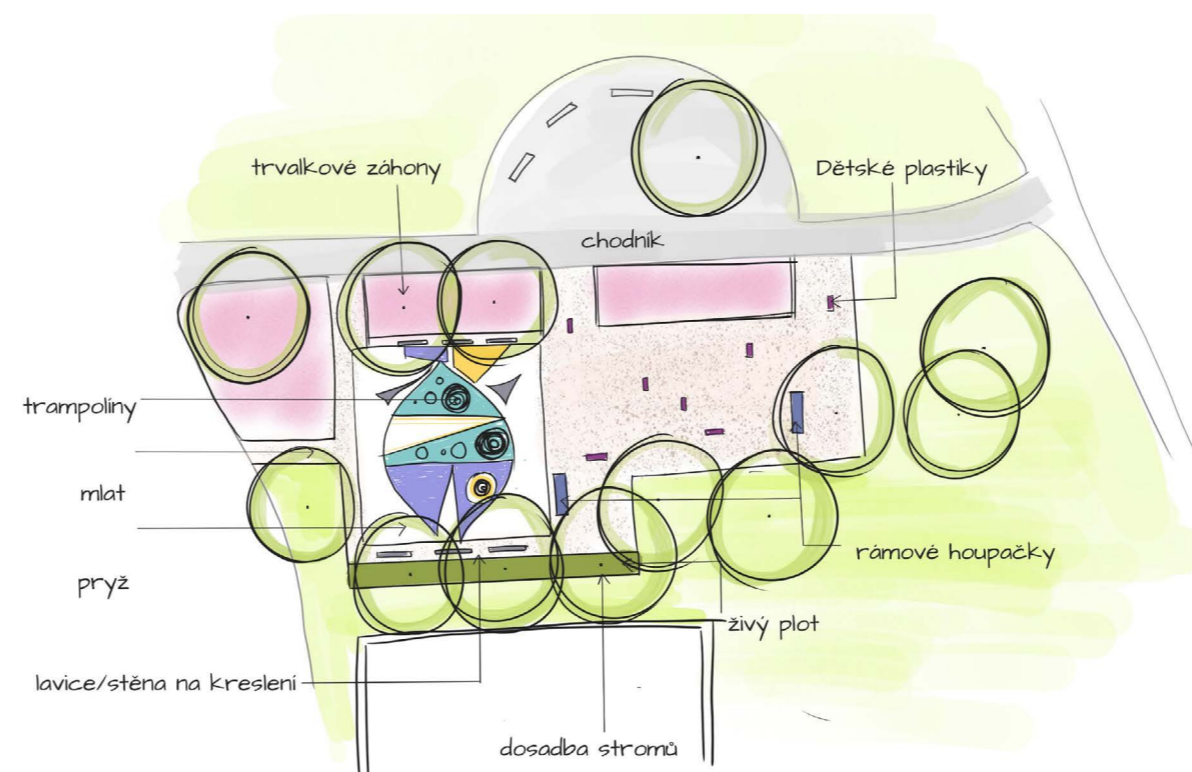 trvalkové záhony
Dětské plastiky
chodník
trampolíny
mlat
rámové houpačky
pryž
živý plot
lavice/stěna na kreslení
dosadba stromů